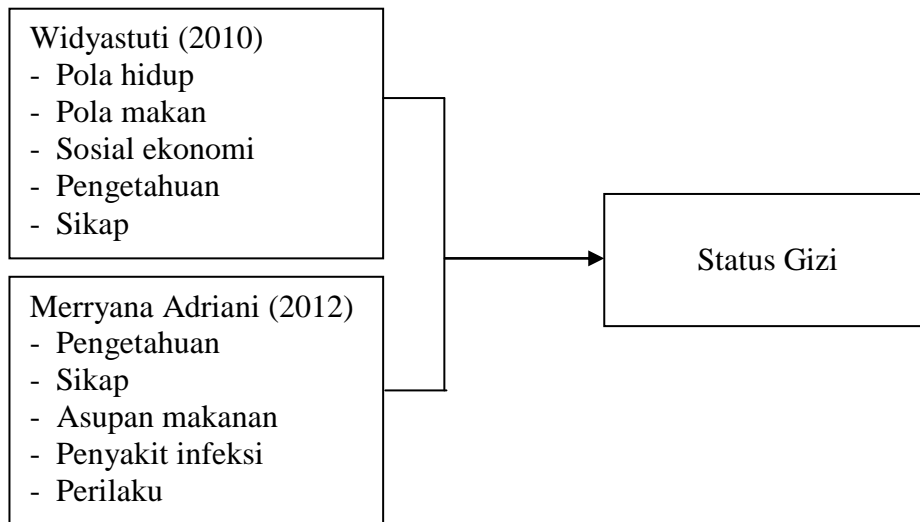 Widyastuti (2010)
- Pola hidup
- Pola makan
- Sosial ekonomi
- Pengetahuan
- Sikap
Status Gizi
Merryana Adriani (2012)
- Pengetahuan
- Sikap
- Asupan makanan
- Penyakit infeksi
- Perilaku